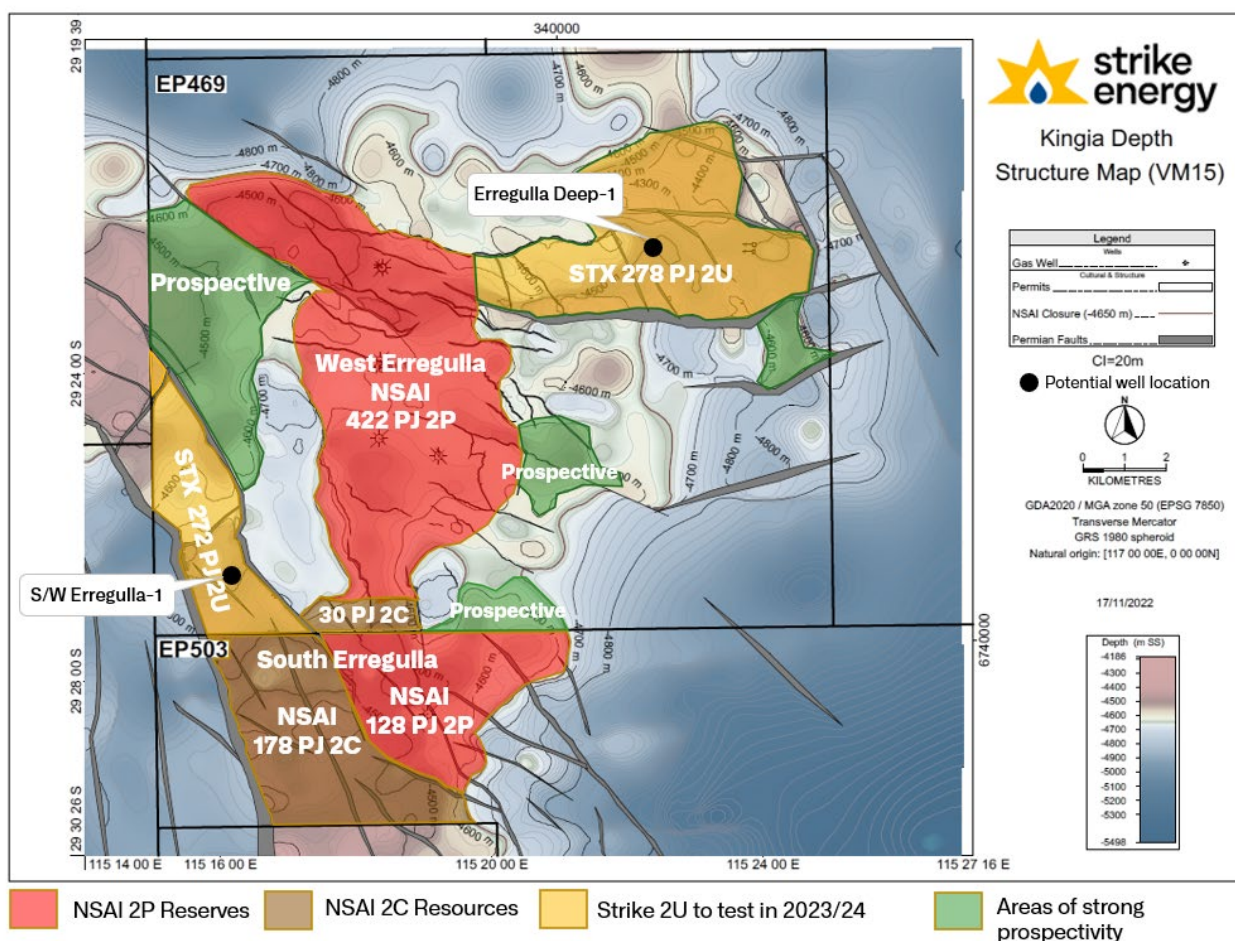 340000
29 19 39
EP469
Erregulla Deep-1
STX 278 PJ 2U
Prospective
West Erregulla
NSAI
422 PJ 2P
Prospective
STX 272 PJ 2U
S/W Erregulla-1
30 PJ 2C
Prospective
EP503
South Erregulla
NSAI
128 PJ 2P
NSAI
178 PJ 2C
29 24 00 S
29 28 00 S
29 30 26 S
6740000
115 14 00 E
115 16 00 E
115 20 00 E
115 24 00 E
115 27 16 E
-4800 m
-4700 m
-4600 m
-4500 m
-4400 m
-4300 m
strike
energy
Kingia Depth
Structure Map (VM15)
Legend
Wells
Gas Well
Cultural & Structure
Permits
NSAI Closure (-4650 m)
Permian Faults
CI=20m
Potential well location
N
0 1 2
KILOMETRES
GDA2020 / MGA zone 50 (EPSG 7850)
Transverse Mercator
GRS 1980 spheroid
Natural origin: [117 00 00E, 0 00 00N]
17/11/2022
Depth (m SS)
-4186
-4300
-4400
-4500
-4600
-4700
-4800
-4900
-5000
-5100
-5200
-5300
-5498
NSAI 2P Reserves
NSAI 2C Resources
Strike 2U to test in 2023/24
Areas of strong
prospectivity